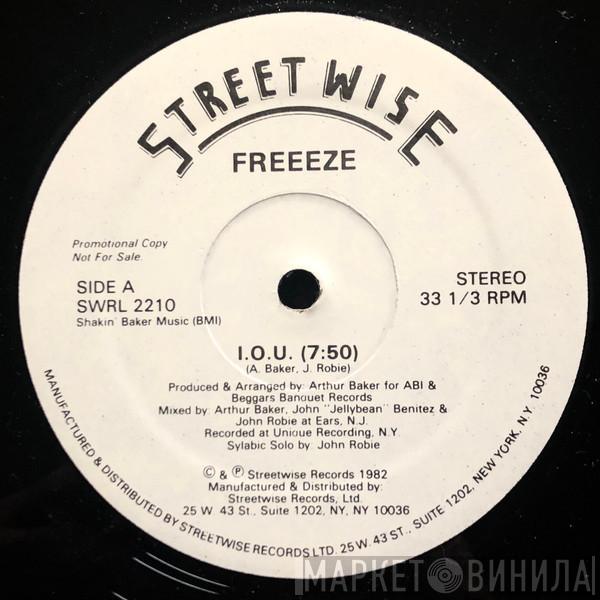 STREETWISE
FREEEZE
Promotional Copy
Not For Sale.
SIDE A
SWRL 2210
Shakin' Baker Music (BMI)
STEREO
33 1/3 RPM
I.O.U. (7:50)
(A. Baker, J. Robie)
Produced & Arranged by: Arthur Baker for ABI &
Beggars Banquet Records
Mixed by: Arthur Baker, John "Jellybean" Benitez &
John Robie at Ears, N.J.
Recorded at Unique Recording, N.Y.
Sylabic Solo by: John Robie
© & ℗ Streetwise Records 1982
Manufactured & Distributed by:
Streetwise Records, Ltd.
25 W. 43 St., Suite 1202, NY, NY 10036
MANUFACTURED & DISTRIBUTED BY STREETWISE RECORDS LTD. 25 W. 43 ST., SUITE 1202, NEW YORK, N.Y. 10036
МАРКЕТ ВИНИЛА